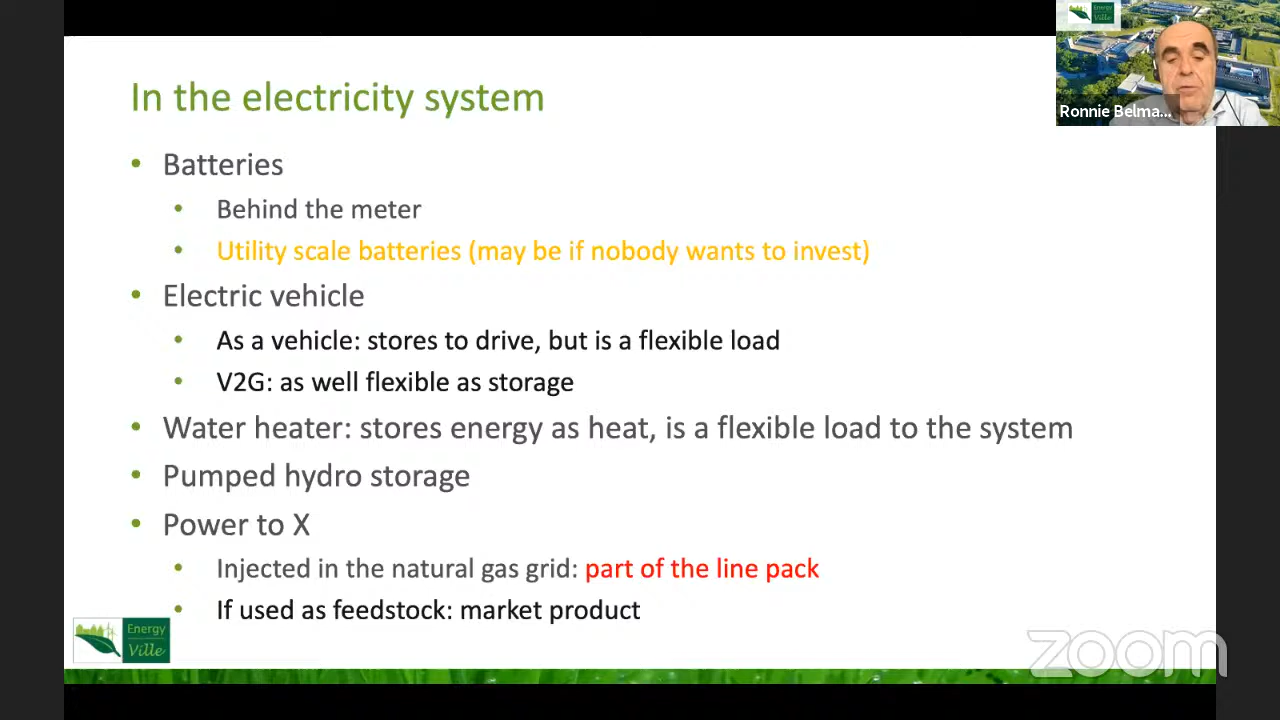 Energy
Ville
Ronnie Belma...
In the electricity system
• Batteries
• Behind the meter
• Utility scale batteries (may be if nobody wants to invest)
• Electric vehicle
• As a vehicle: stores to drive, but is a flexible load
• V2G: as well flexible as storage
• Water heater: stores energy as heat, is a flexible load to the system
• Pumped hydro storage
• Power to X
• Injected in the natural gas grid: part of the line pack
• If used as feedstock: market product
Energy
Ville
zoom